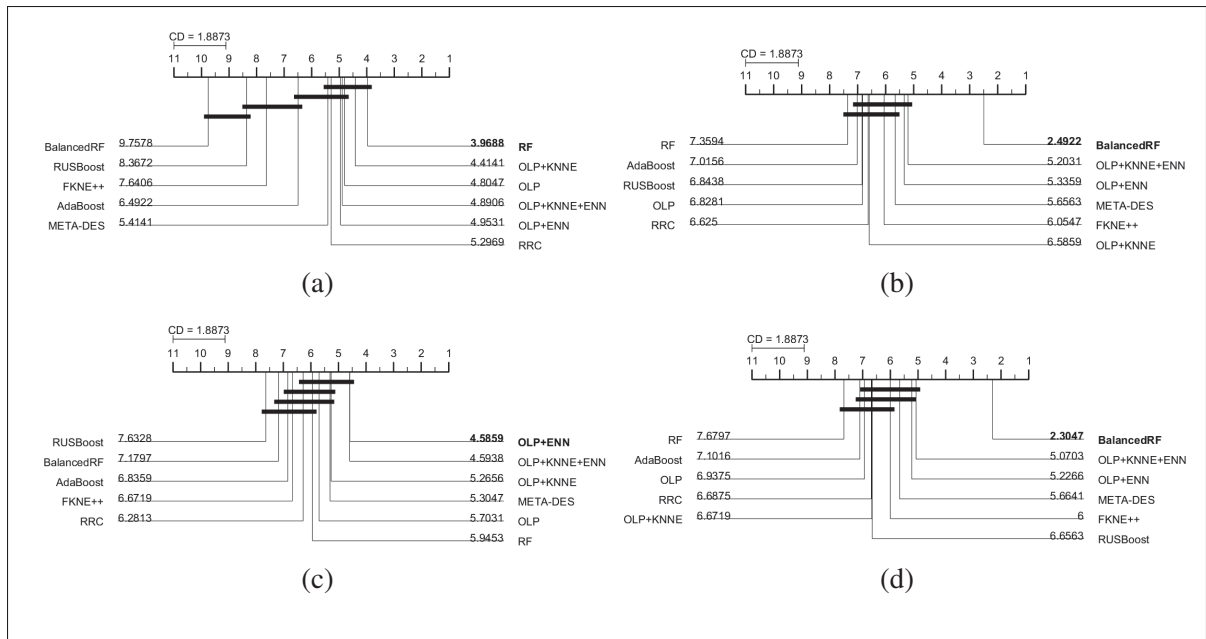 CD = 1.8873
11 10 9 8 7 6 5 4 3 2 1
BalancedRF 9.7578
RUSBoost 8.3672
FKNE++ 7.6406
AdaBoost 6.4922
META-DES 5.4141
3.9688 RF
4.4141 OLP+KNNE
4.8047 OLP
4.8906 OLP+KNNE+ENN
4.9531 OLP+ENN
5.2969 RRC
(a)
CD = 1.8873
11 10 9 8 7 6 5 4 3 2 1
RF 7.3594
AdaBoost 7.0156
RUSBoost 6.8438
OLP 6.8281
RRC 6.625
2.4922 BalancedRF
5.2031 OLP+KNNE+ENN
5.3359 OLP+ENN
5.6563 META-DES
6.0547 FKNE++
6.5859 OLP+KNNE
(b)
CD = 1.8873
11 10 9 8 7 6 5 4 3 2 1
RUSBoost 7.6328
BalancedRF 7.1797
AdaBoost 6.8359
FKNE++ 6.6719
RRC 6.2813
4.5859 OLP+ENN
4.5938 OLP+KNNE+ENN
5.2656 OLP+KNNE
5.3047 META-DES
5.7031 OLP
5.9453 RF
(c)
CD = 1.8873
11 10 9 8 7 6 5 4 3 2 1
RF 7.6797
AdaBoost 7.1016
OLP 6.9375
RRC 6.6875
OLP+KNNE 6.6719
2.3047 BalancedRF
5.0703 OLP+KNNE+ENN
5.2266 OLP+ENN
5.6641 META-DES
6 FKNE++
6.6563 RUSBoost
(d)